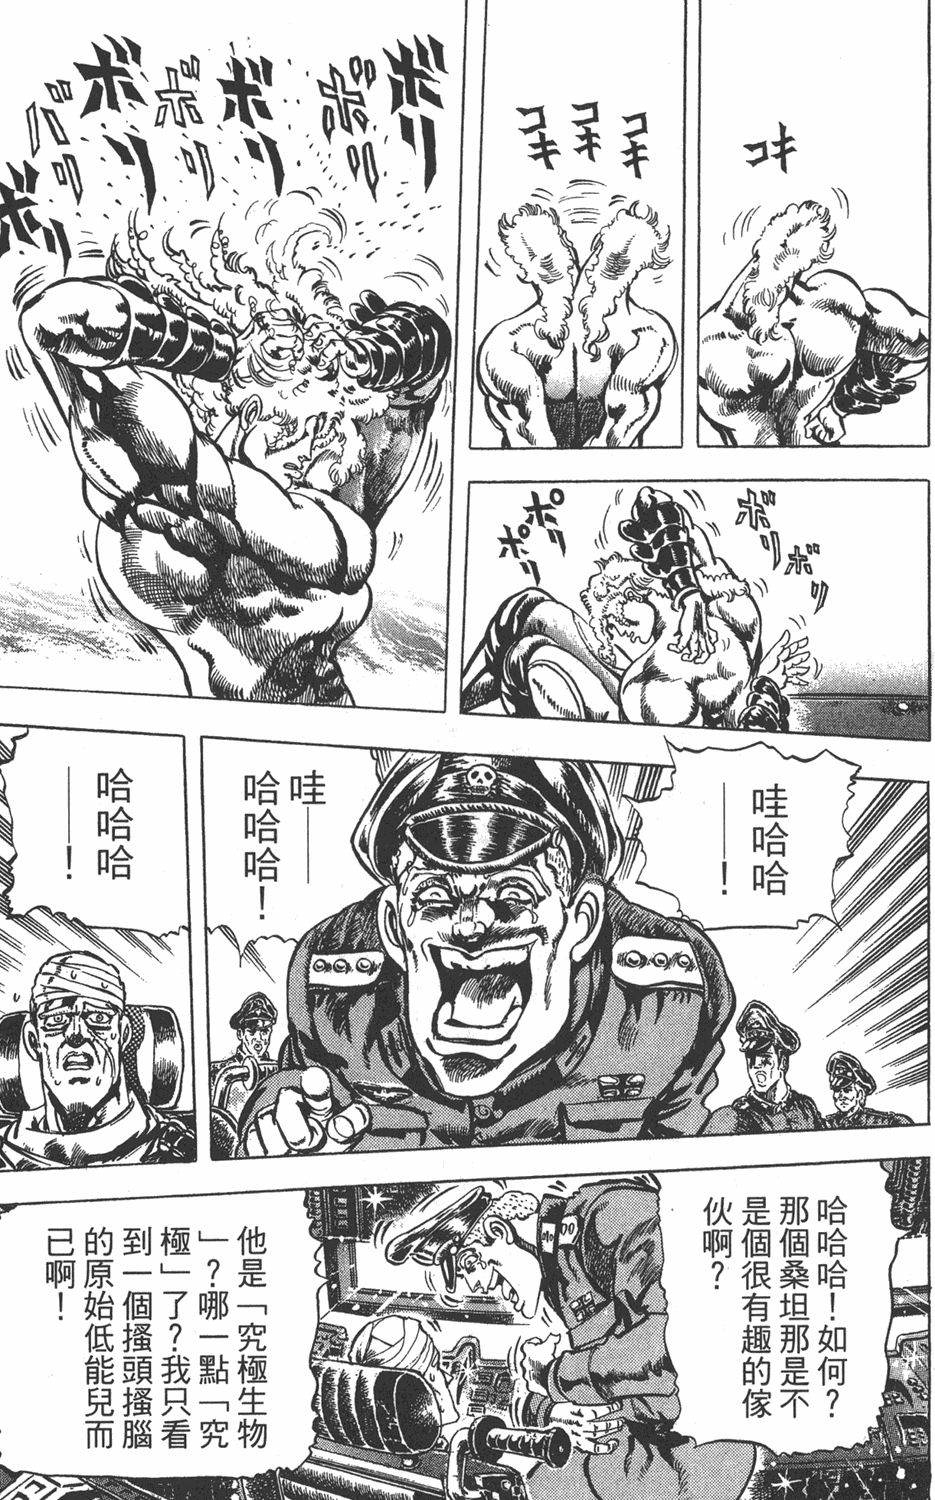 コキ
コキ
コキ
コキ
ボリ
ボリ
ポリ
ポリ
ボリ
ボリ
ボリ
ボリ
ボリ
バリ
ボリ
哇哈哈
——！
哇——
哈哈哈！
哈哈哈
——！
哈哈哈！如何？
那個桑坦那是不
是個很有趣的傢
伙啊？
他是「究極生物
」？哪一點「究
極」了？我只看
到一個搔頭搔腦
的原始低能兒而
已啊！